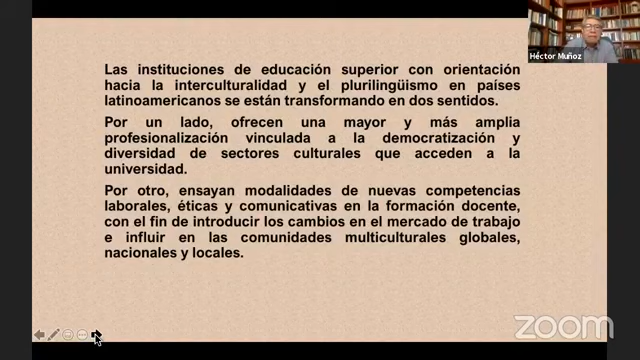 Héctor Muñoz
Las instituciones de educación superior con orientación
hacia la interculturalidad y el plurilingüismo en países
latinoamericanos se están transformando en dos sentidos.
Por un lado, ofrecen una mayor y más amplia
profesionalización vinculada a la democratización y
diversidad de sectores culturales que acceden a la
universidad.
Por otro, ensayan modalidades de nuevas competencias
laborales, éticas y comunicativas en la formación docente,
con el fin de introducir los cambios en el mercado de trabajo
e influir en las comunidades multiculturales globales,
nacionales y locales.
zoom